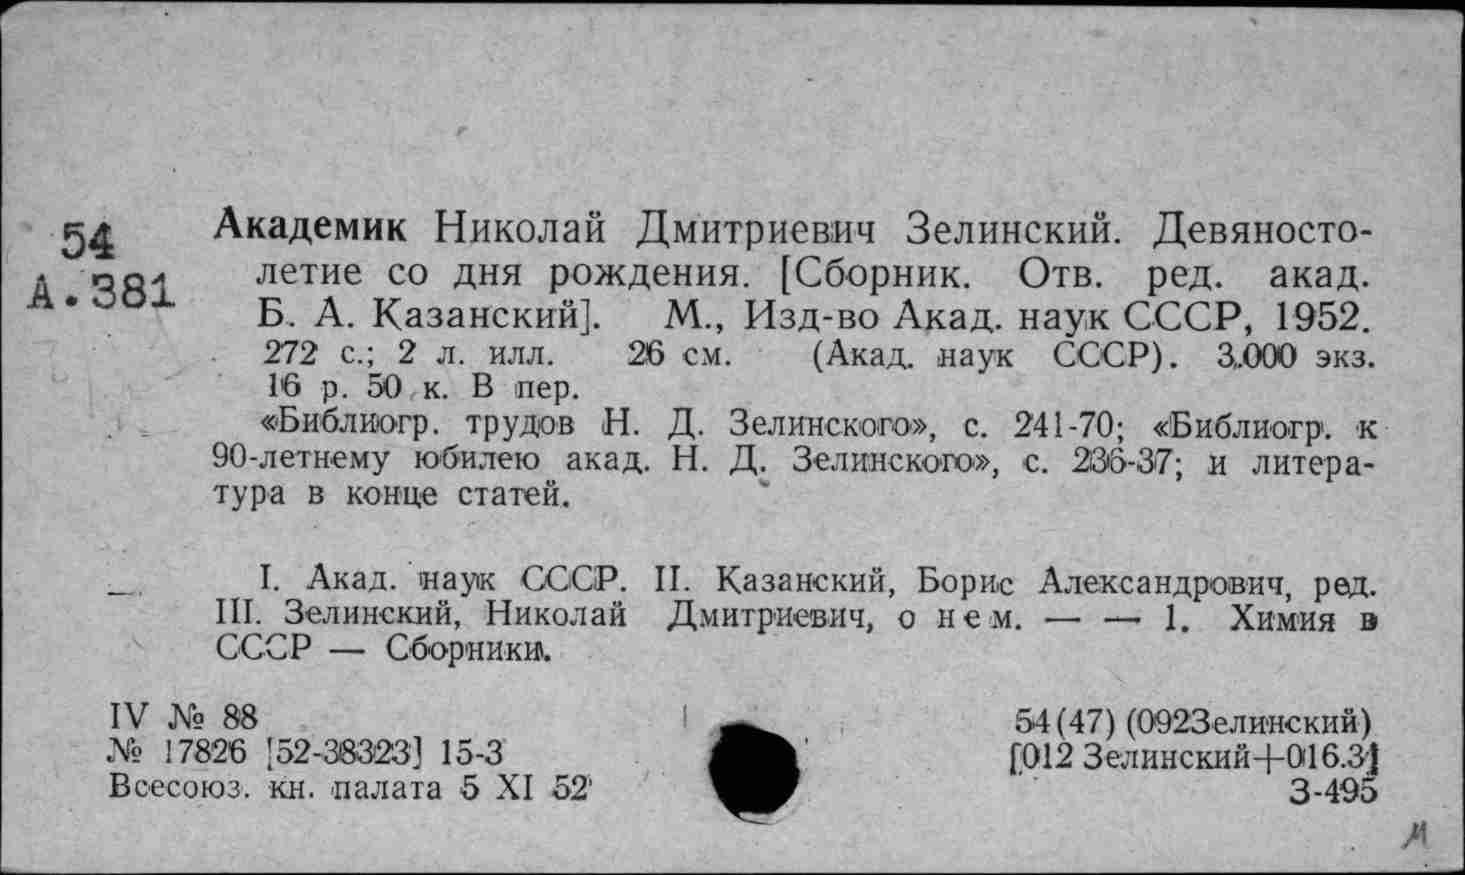 54
А.381
Академик Николай Дмитриевич Зелинский. Девяносто-
летие со дня рождения. [Сборник. Отв. ред. акад.
Б. А. Казанский]. М., Изд-во Акад. наук СССР, 1952.
272 с.; 2 л. илл. 26 см. (Акад. наук СССР). 3.000 экз.
16 р. 50 к. В пер.
«Библиогр. трудов Н. Д. Зелинского», с. 241-70; «Библиогр. к
90-летнему юбилею акад. Н. Д. Зелинского», с. 236-37; и литера-
тура в конце статей.
I. Акад. наук СССР. II. Казанский, Борис Александрович, ред.
III. Зелинский, Николай Дмитриевич, о нем. — — 1. Химия в
СССР — Сборники.
IV № 88
№ 17826 [52-38323] 15-3
Всесоюз. кн. палата 5 XI 52
54(47) (092Зелинский)
[012 Зелинский+016.3]
З-495
м